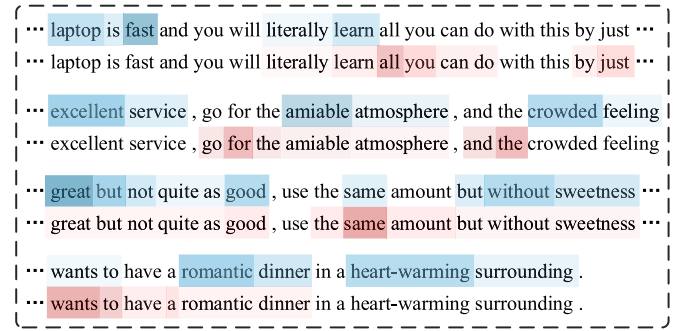 ··· laptop is fast and you will literally learn all you can do with this by just ···
··· laptop is fast and you will literally learn all you can do with this by just ···
··· excellent service , go for the amiable atmosphere , and the crowded feeling
··· excellent service , go for the amiable atmosphere , and the crowded feeling
··· great but not quite as good , use the same amount but without sweetness ···
··· great but not quite as good , use the same amount but without sweetness ···
··· wants to have a romantic dinner in a heart-warming surrounding .
··· wants to have a romantic dinner in a heart-warming surrounding .